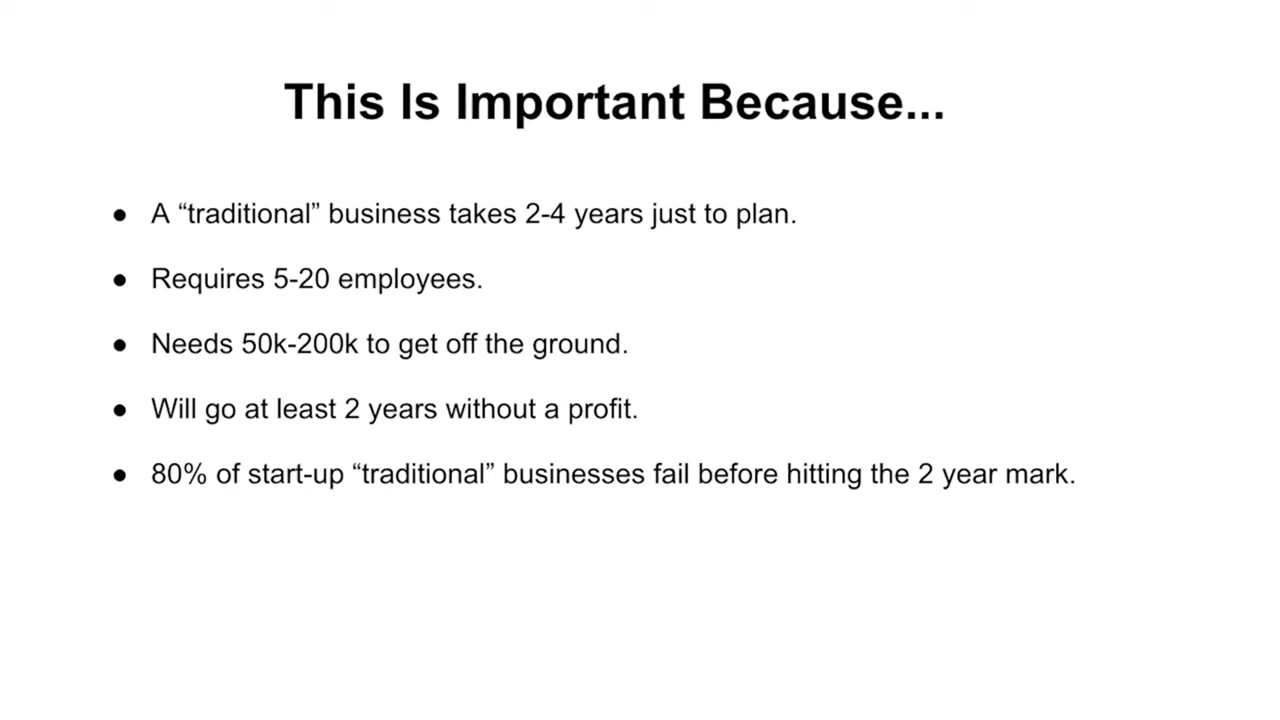 This Is Important Because...
● A “traditional” business takes 2-4 years just to plan.
● Requires 5-20 employees.
● Needs 50k-200k to get off the ground.
● Will go at least 2 years without a profit.
● 80% of start-up “traditional” businesses fail before hitting the 2 year mark.